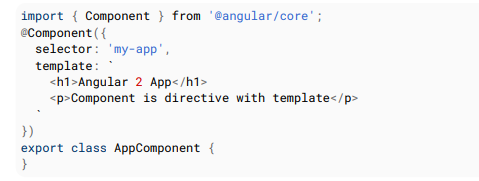 import { Component } from '@angular/core';
@Component({
  selector: 'my-app',
  template: `
    <h1>Angular 2 App</h1>
    <p>Component is directive with template</p>
  `
})
export class AppComponent {
}